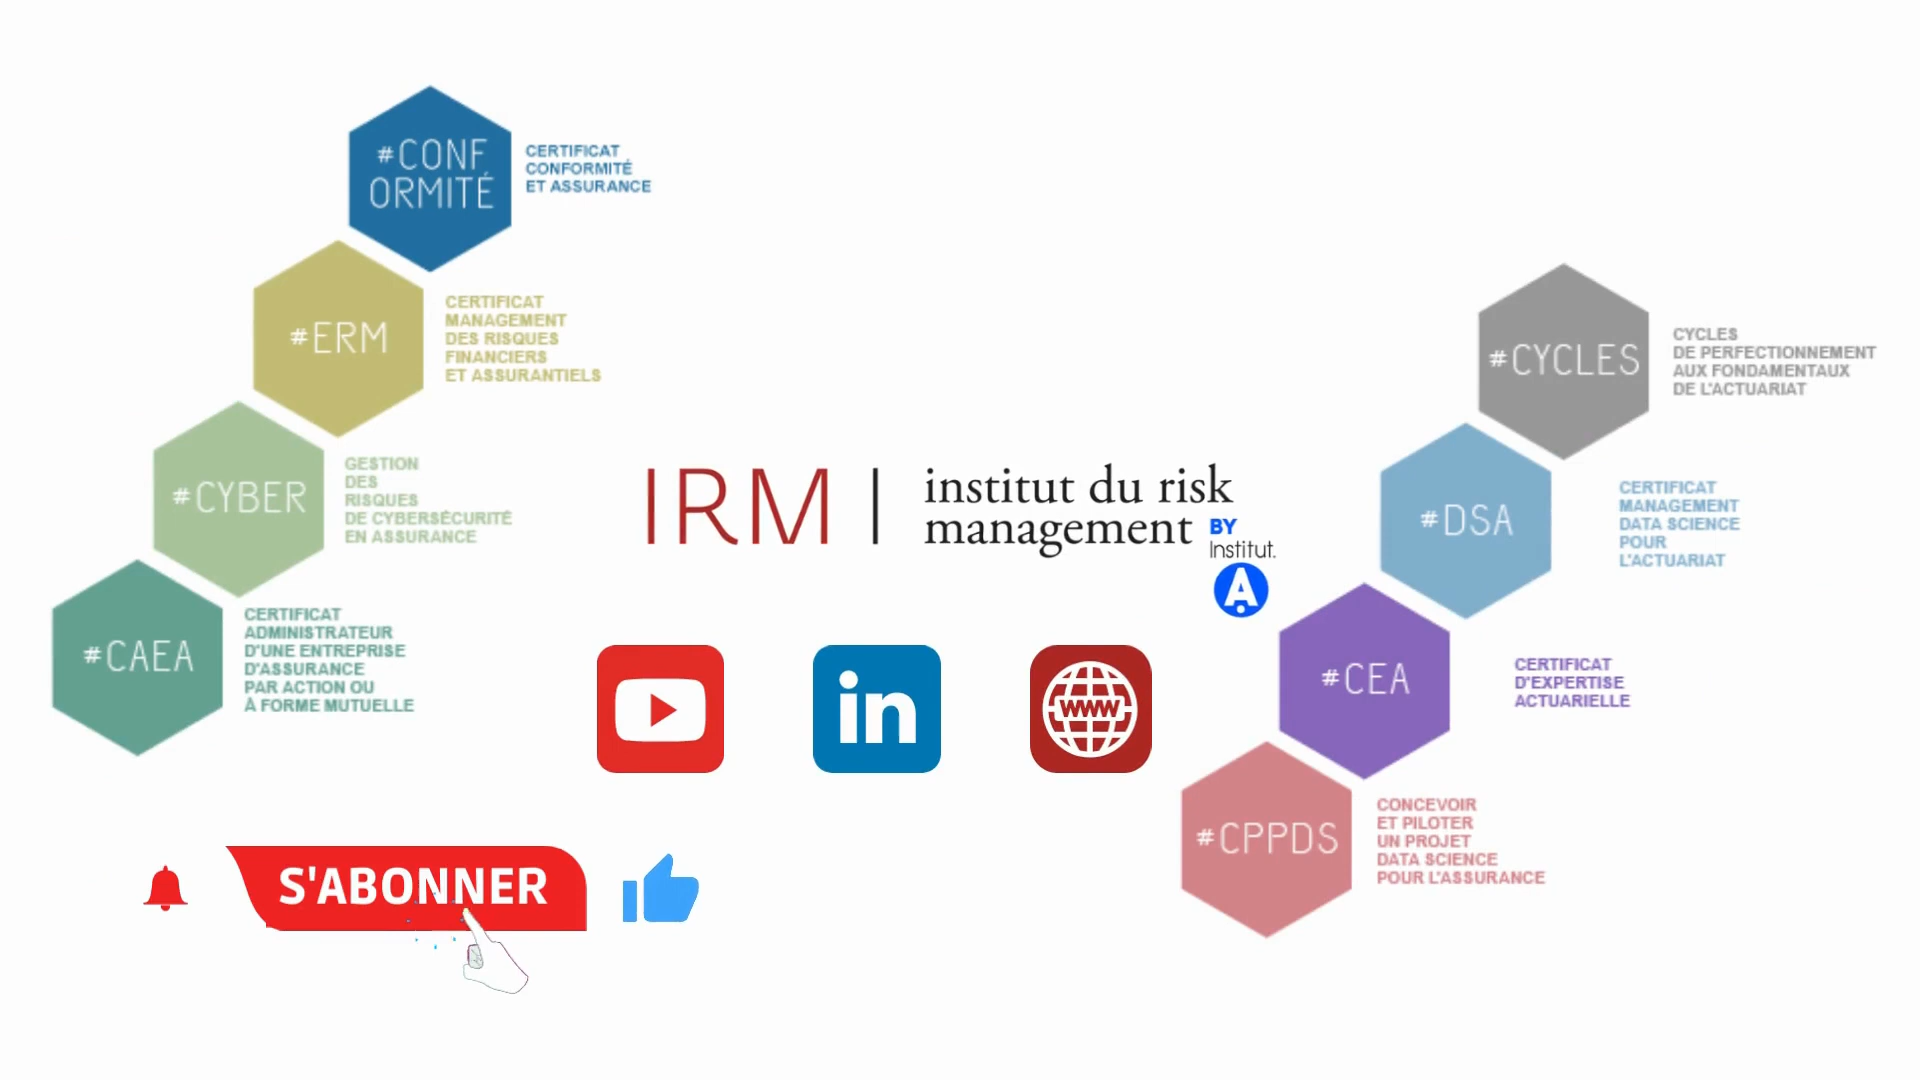 #CONF
ORMITÉ
CERTIFICAT
CONFORMITÉ
ET ASSURANCE
#ERM
CERTIFICAT
MANAGEMENT
DES RISQUES
FINANCIERS
ET ASSURANTIELS
#CYBER
GESTION
DES
RISQUES
DE CYBERSÉCURITÉ
EN ASSURANCE
#CAEA
CERTIFICAT
ADMINISTRATEUR
D'UNE ENTREPRISE
D'ASSURANCE
PAR ACTION OU
À FORME MUTUELLE
IRM | institut du risk
management BY
Institut.
A
in
WWW
S'ABONNER
#CYCLES
CYCLES
DE PERFECTIONNEMENT
AUX FONDAMENTAUX
DE L'ACTUARIAT
#DSA
CERTIFICAT
MANAGEMENT
DATA SCIENCE
POUR
L'ACTUARIAT
#CEA
CERTIFICAT
D'EXPERTISE
ACTUARIELLE
#CPPDS
CONCEVOIR
ET PILOTER
UN PROJET
DATA SCIENCE
POUR L'ASSURANCE